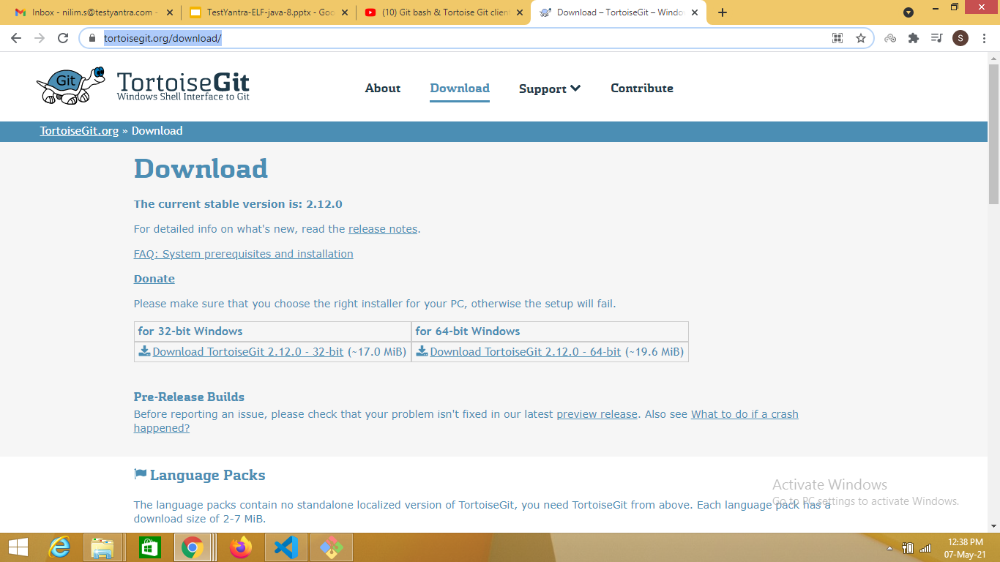 Inbox - nilim.s@testyantra.com -
TestYantra-ELF-java-8.pptx - Goo
(10) Git bash & Tortoise Git client
Download – TortoiseGit – Windo
tortoisegit.org/download/
S
Git
TortoiseGit
Windows Shell Interface to Git
About
Download
Support
Contribute
TortoiseGit.org » Download
Download
The current stable version is: 2.12.0
For detailed info on what's new, read the release notes.
FAQ: System prerequisites and installation
Donate
Please make sure that you choose the right installer for your PC, otherwise the setup will fail.
for 32-bit Windows
for 64-bit Windows
Download TortoiseGit 2.12.0 - 32-bit (~17.0 MiB)
Download TortoiseGit 2.12.0 - 64-bit (~19.6 MiB)
Pre-Release Builds
Before reporting an issue, please check that your problem isn't fixed in our latest preview release. Also see What to do if a crash
happened?
Language Packs
Activate Windows
Go to PC settings to activate Windows.
The language packs contain no standalone localized version of TortoiseGit, you need TortoiseGit from above. Each language pack has a
download size of 2-7 MiB.
12:38 PM
07-May-21